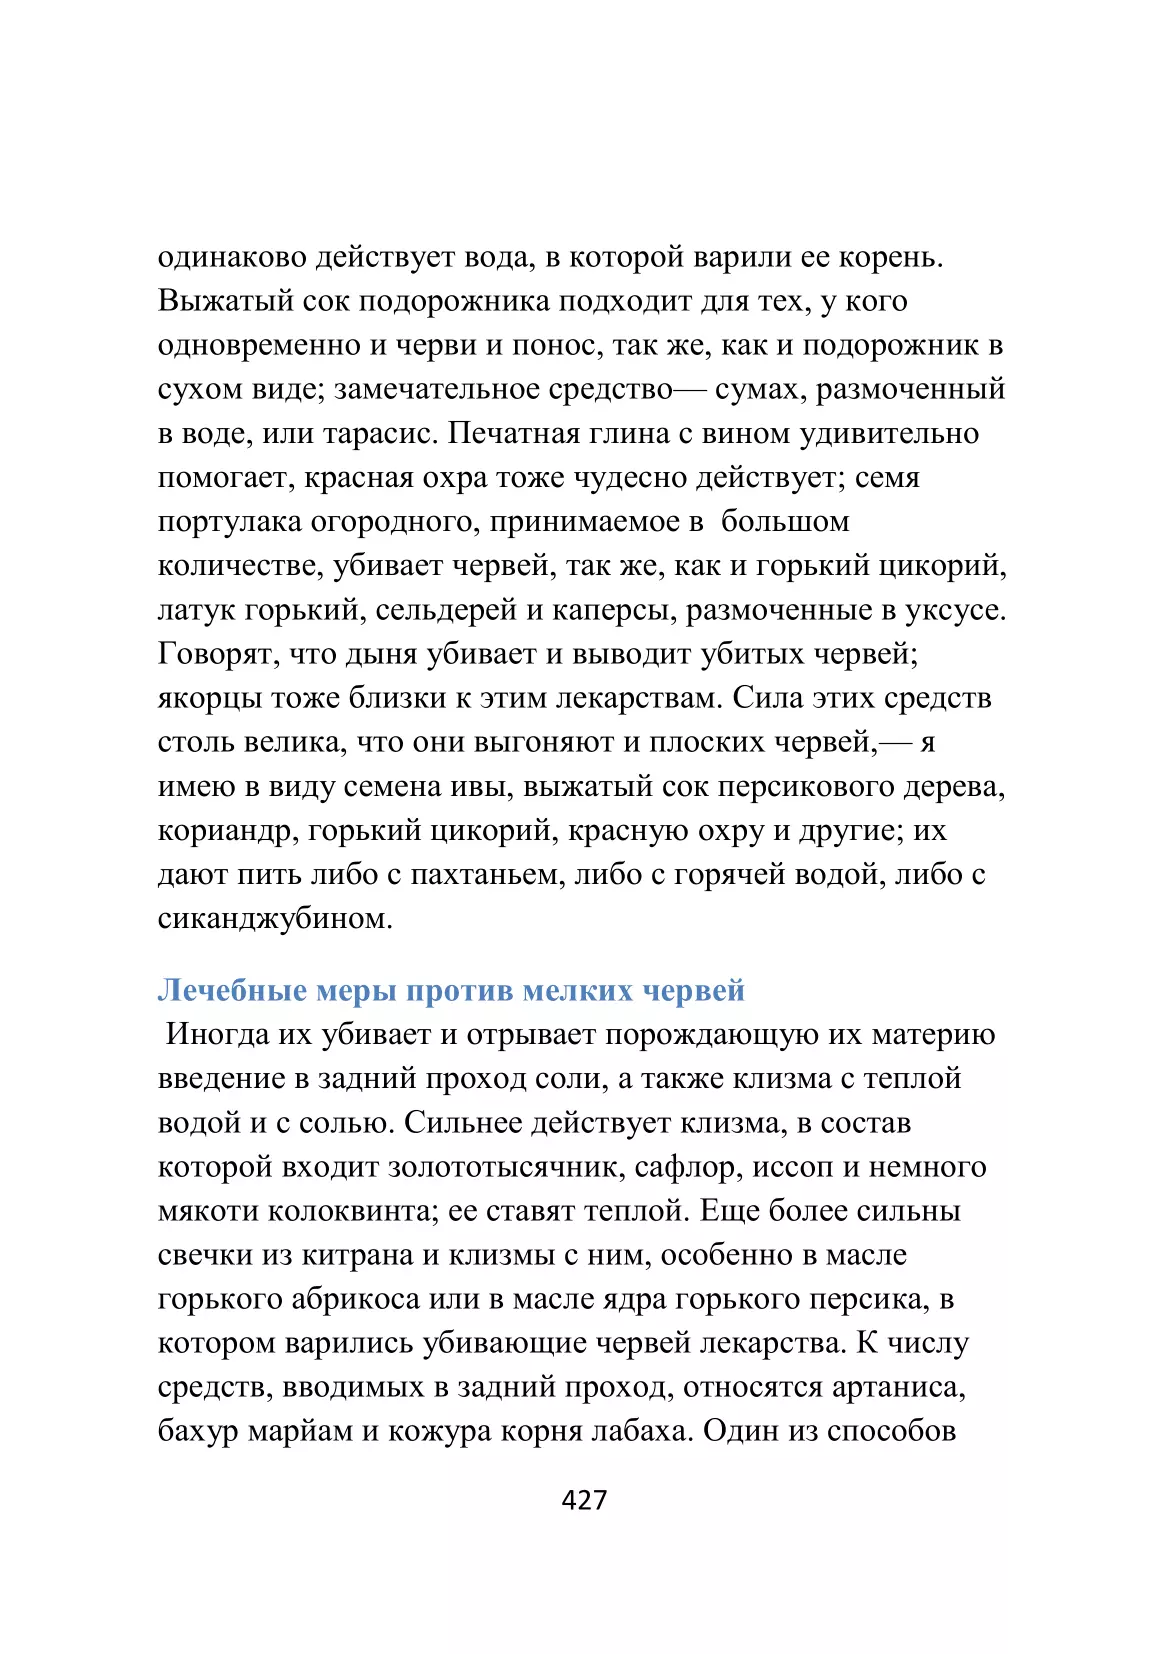 одинаково действует вода, в которой варили ее корень.
Выжатый сок подорожника подходит для тех, у кого
одновременно и черви и понос, так же, как и подорожник в
сухом виде; замечательное средство— сумах, размоченный
в воде, или тарасис. Печатная глина с вином удивительно
помогает, красная охра тоже чудесно действует; семя
портулака огородного, принимаемое в  большом
количестве, убивает червей, так же, как и горький цикорий,
латук горький, сельдерей и каперсы, размоченные в уксусе.
Говорят, что дыня убивает и выводит убитых червей;
якорцы тоже близки к этим лекарствам. Сила этих средств
столь велика, что они выгоняют и плоских червей,— я
имею в виду семена ивы, выжатый сок персикового дерева,
кориандр, горький цикорий, красную охру и другие; их
дают пить либо с пахтаньем, либо с горячей водой, либо с
сиканджубином.
Лечебные меры против мелких червей
Иногда их убивает и отрывает порождающую их материю
введение в задний проход соли, а также клизма с теплой
водой и с солью. Сильнее действует клизма, в состав
которой входит золототысячник, сафлор, иссоп и немного
мякоти колоквинта; ее ставят теплой. Еще более сильны
свечки из китрана и клизмы с ним, особенно в масле
горького абрикоса или в масле ядра горького персика, в
котором варились убивающие червей лекарства. К числу
средств, вводимых в задний проход, относятся артаниса,
бахур марйам и кожура корня лабаха. Один из способов
427